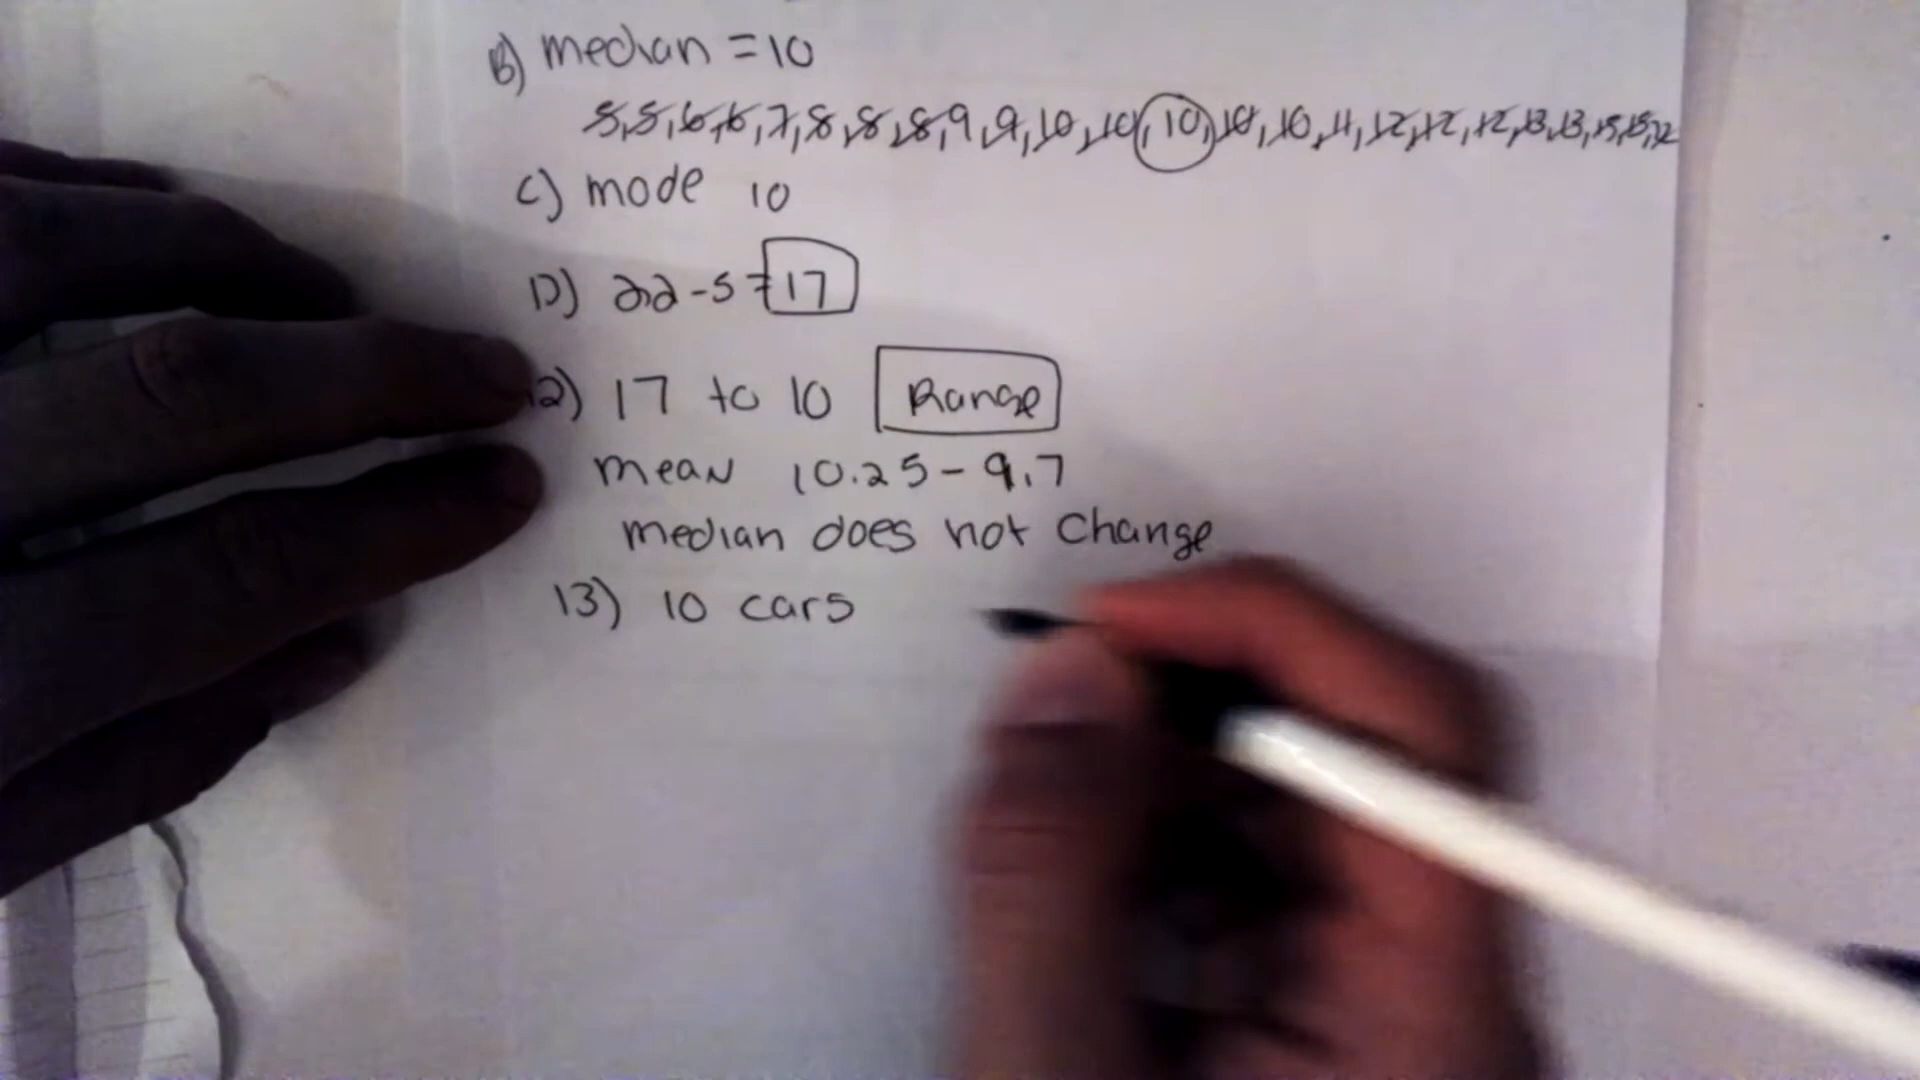 B) median = 10
5,5,6,6,7,8,8,8,9,9,10,10,10,10,10,11,12,12,12,13,13,15,15,22
C) mode 10
D) 22-5=17
12) 17 to 10 Range
mean 10.25-9.7
median does not change
13) 10 cars